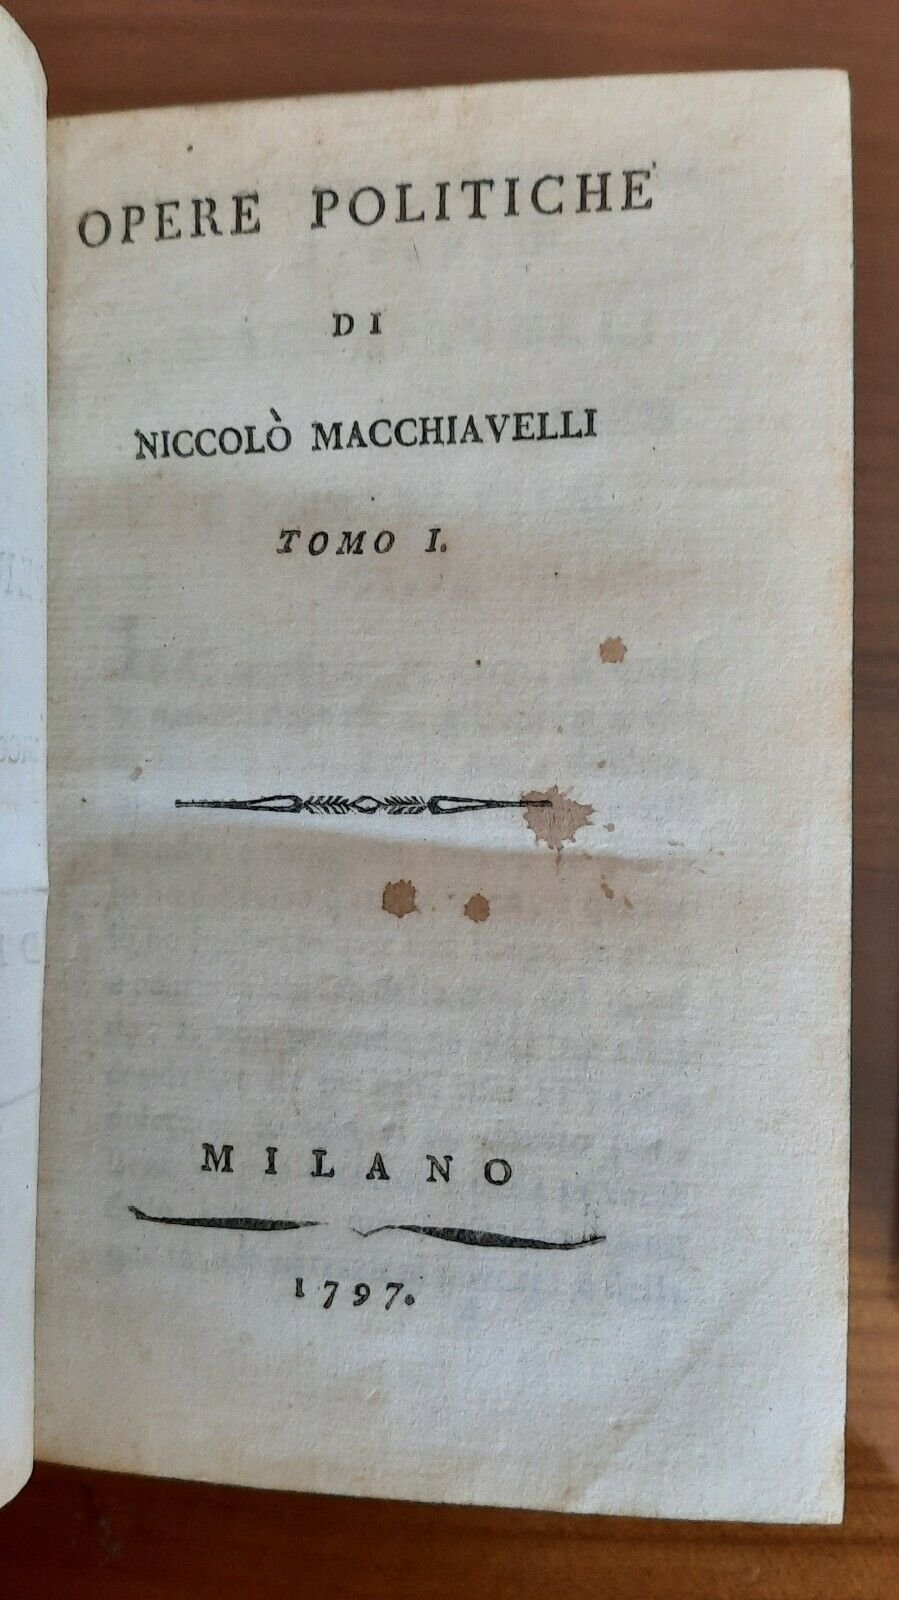 OPERE POLITICHE
DI
NICCOLÒ MACCHIAVELLI
TOMO I.
MILANO
1797.